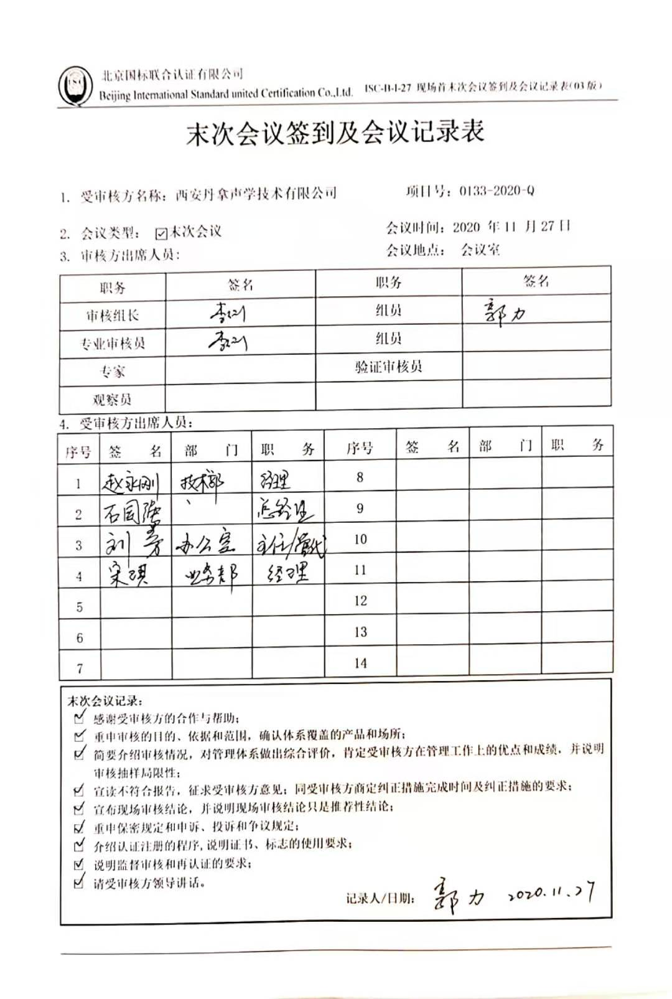 ISC
北京国标联合认证有限公司
Beijing International Standard united Certification Co.,Ltd. ISC-B-I-27 现场首末次会议签到及会议记录表(03版)
末次会议签到及会议记录表
1. 受审核方名称：西安丹拿声学技术有限公司 项目号：0133-2020-Q
2. 会议类型： ☑末次会议 会议时间：2020 年 11 月 27 日
3. 审核方出席人员： 会议地点： 会议室
职务 签名 职务 签名
审核组长 组员 郭力
专业审核员 组员
专家 验证审核员
观察员
4. 受审核方出席人员：
序号 签 名 部 门 职 务 序号 签 名 部 门 职 务
1 赵永刚 技术部 经理 8
2 石国强 总经理 9
3 刘芳 办公室 主任/管代 10
4 宋琪 业务部 经理 11
5 12
6 13
7 14
末次会议记录：
☑ 感谢受审核方的合作与帮助；
☑ 重申审核的目的、依据和范围，确认体系覆盖的产品和场所；
☑ 简要介绍审核情况，对管理体系做出综合评价，肯定受审核方在管理工作上的优点和成绩，并说明
审核抽样局限性；
☑ 宣读不符合报告，征求受审核方意见；同受审核方商定纠正措施完成时间及纠正措施的要求；
☑ 宣布现场审核结论，并说明现场审核结论只是推荐性结论；
☑ 重申保密规定和申诉、投诉和争议规定；
☑ 介绍认证注册的程序,说明证书、标志的使用要求；
☑ 说明监督审核和再认证的要求；
☑ 请受审核方领导讲话。
记录人/日期： 郭力 2020.11.27